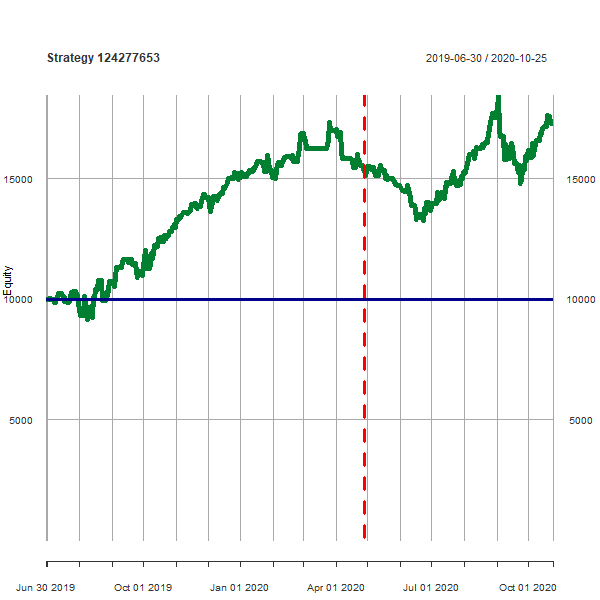 Strategy 124277653
2019-06-30 / 2020-10-25
15000
15000
Equity
10000
10000
5000
5000
Jun 30 2019
Oct 01 2019
Jan 01 2020
Apr 01 2020
Jul 01 2020
Oct 01 2020